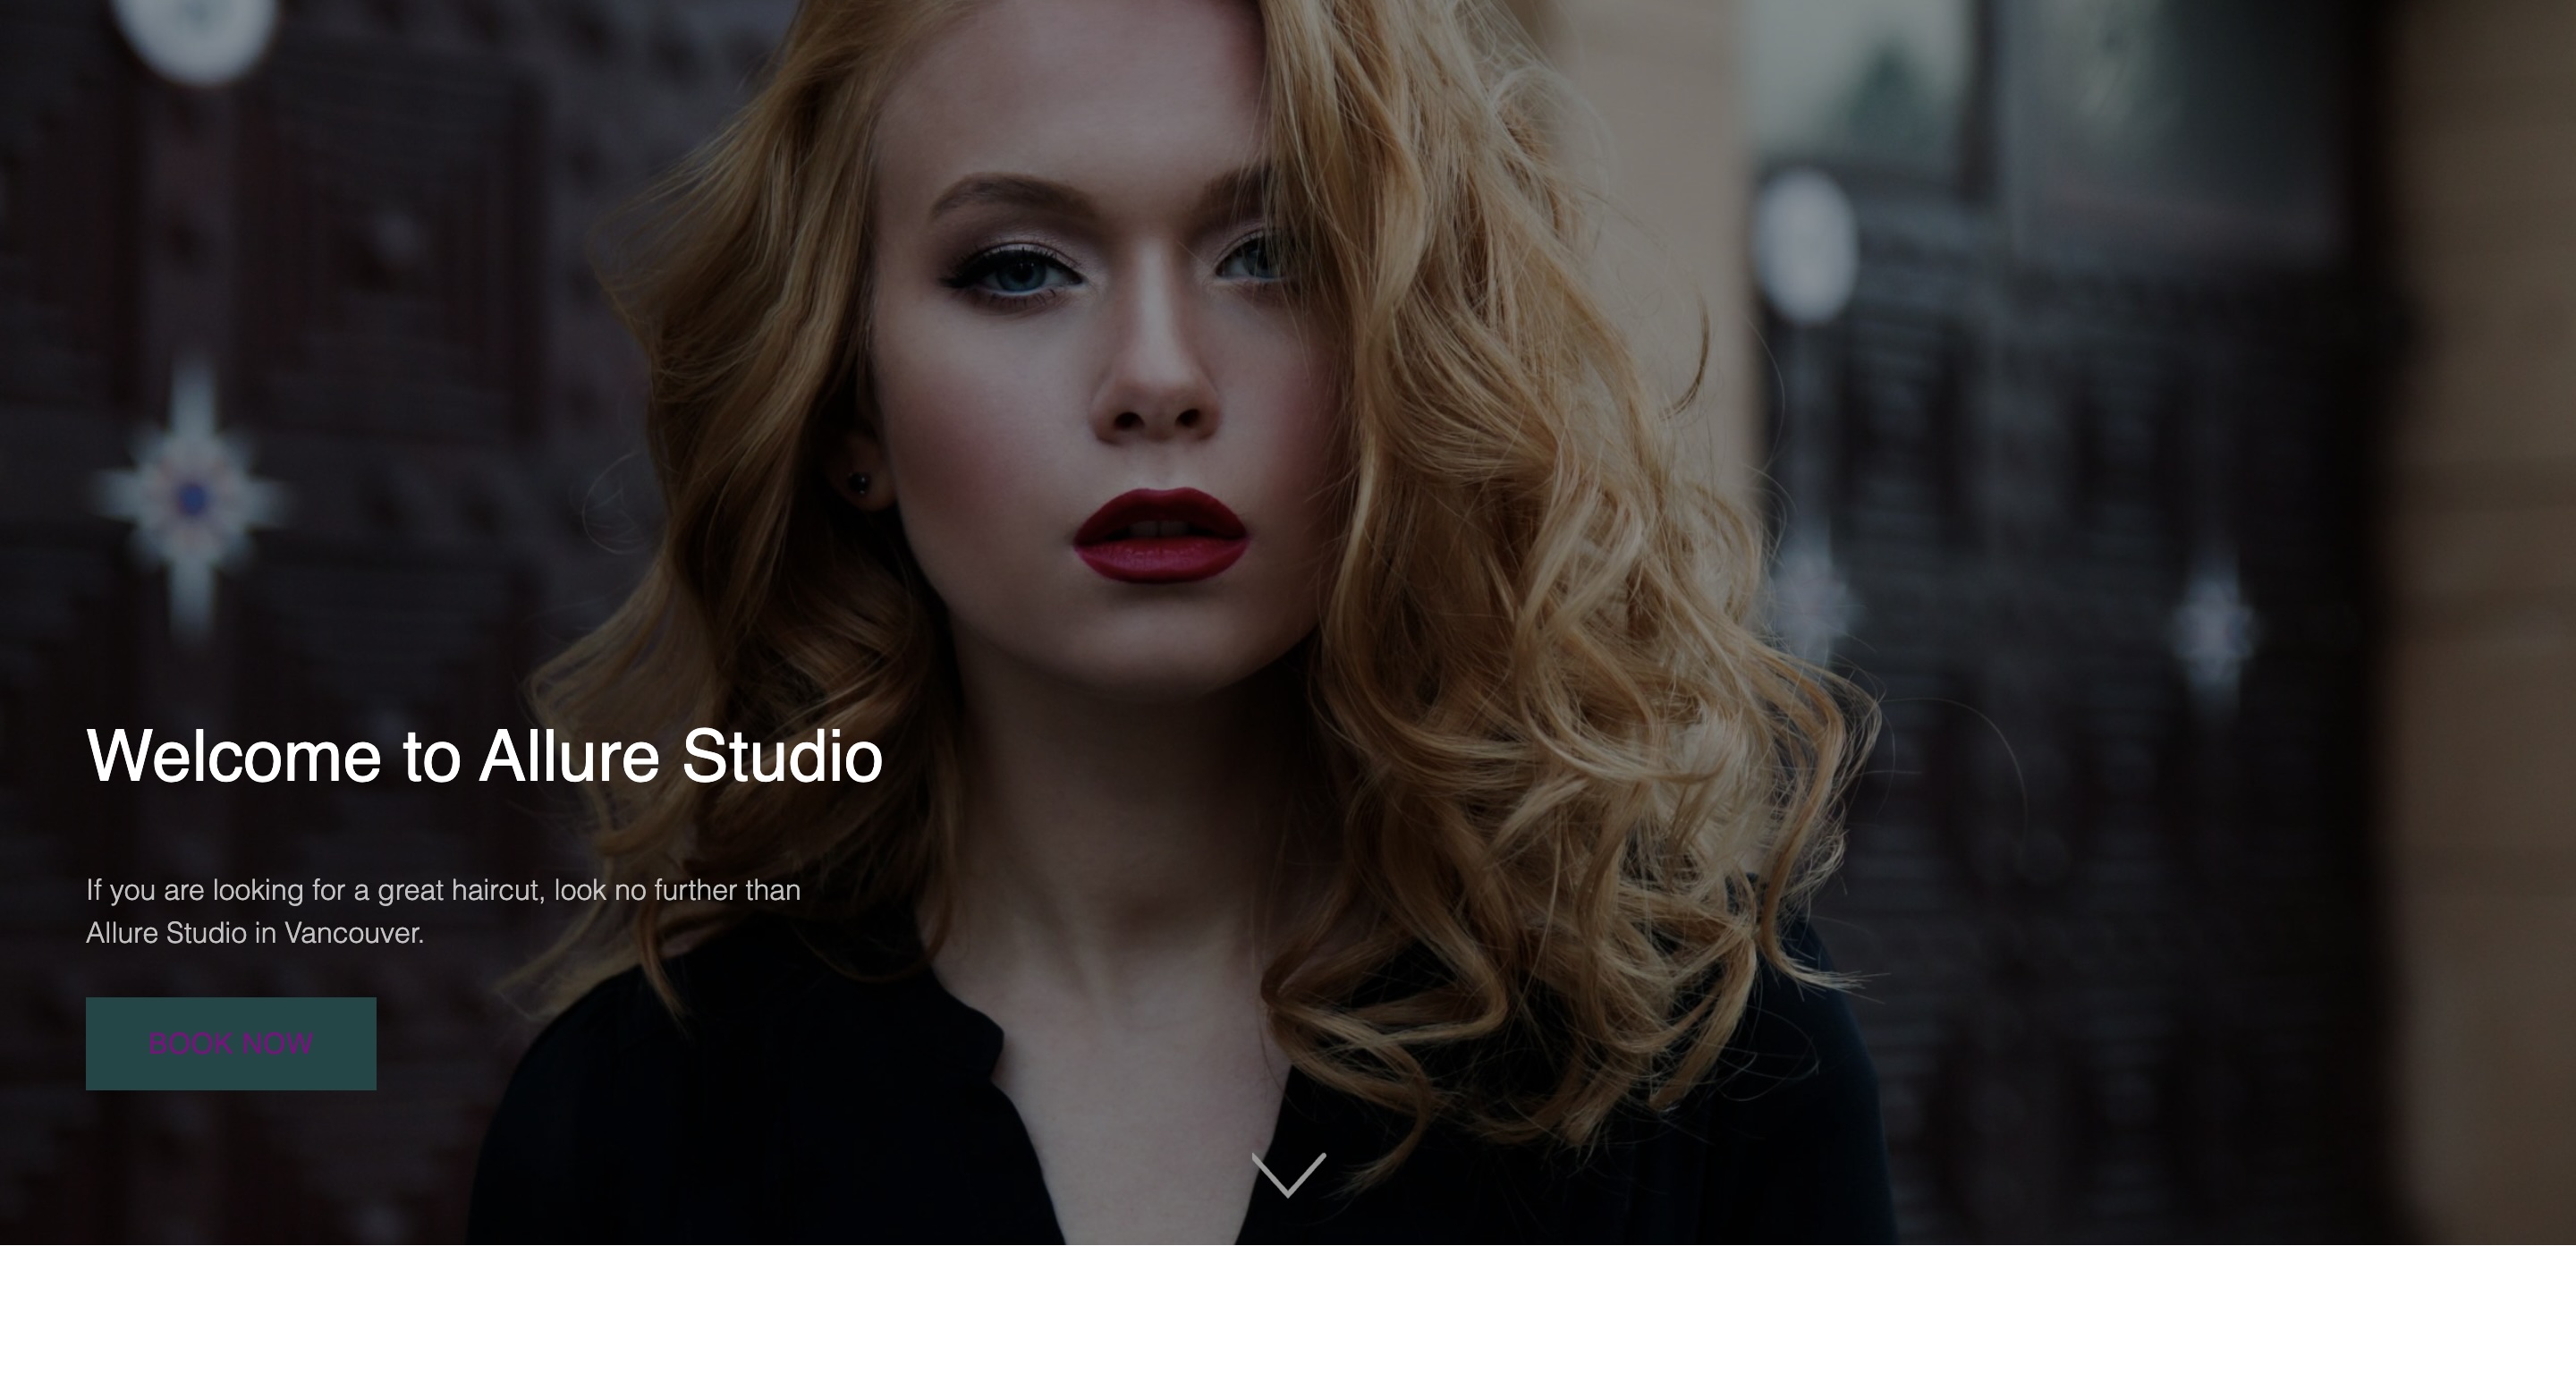 Welcome to Allure Studio
If you are looking for a great haircut, look no further than
Allure Studio in Vancouver.
BOOK NOW